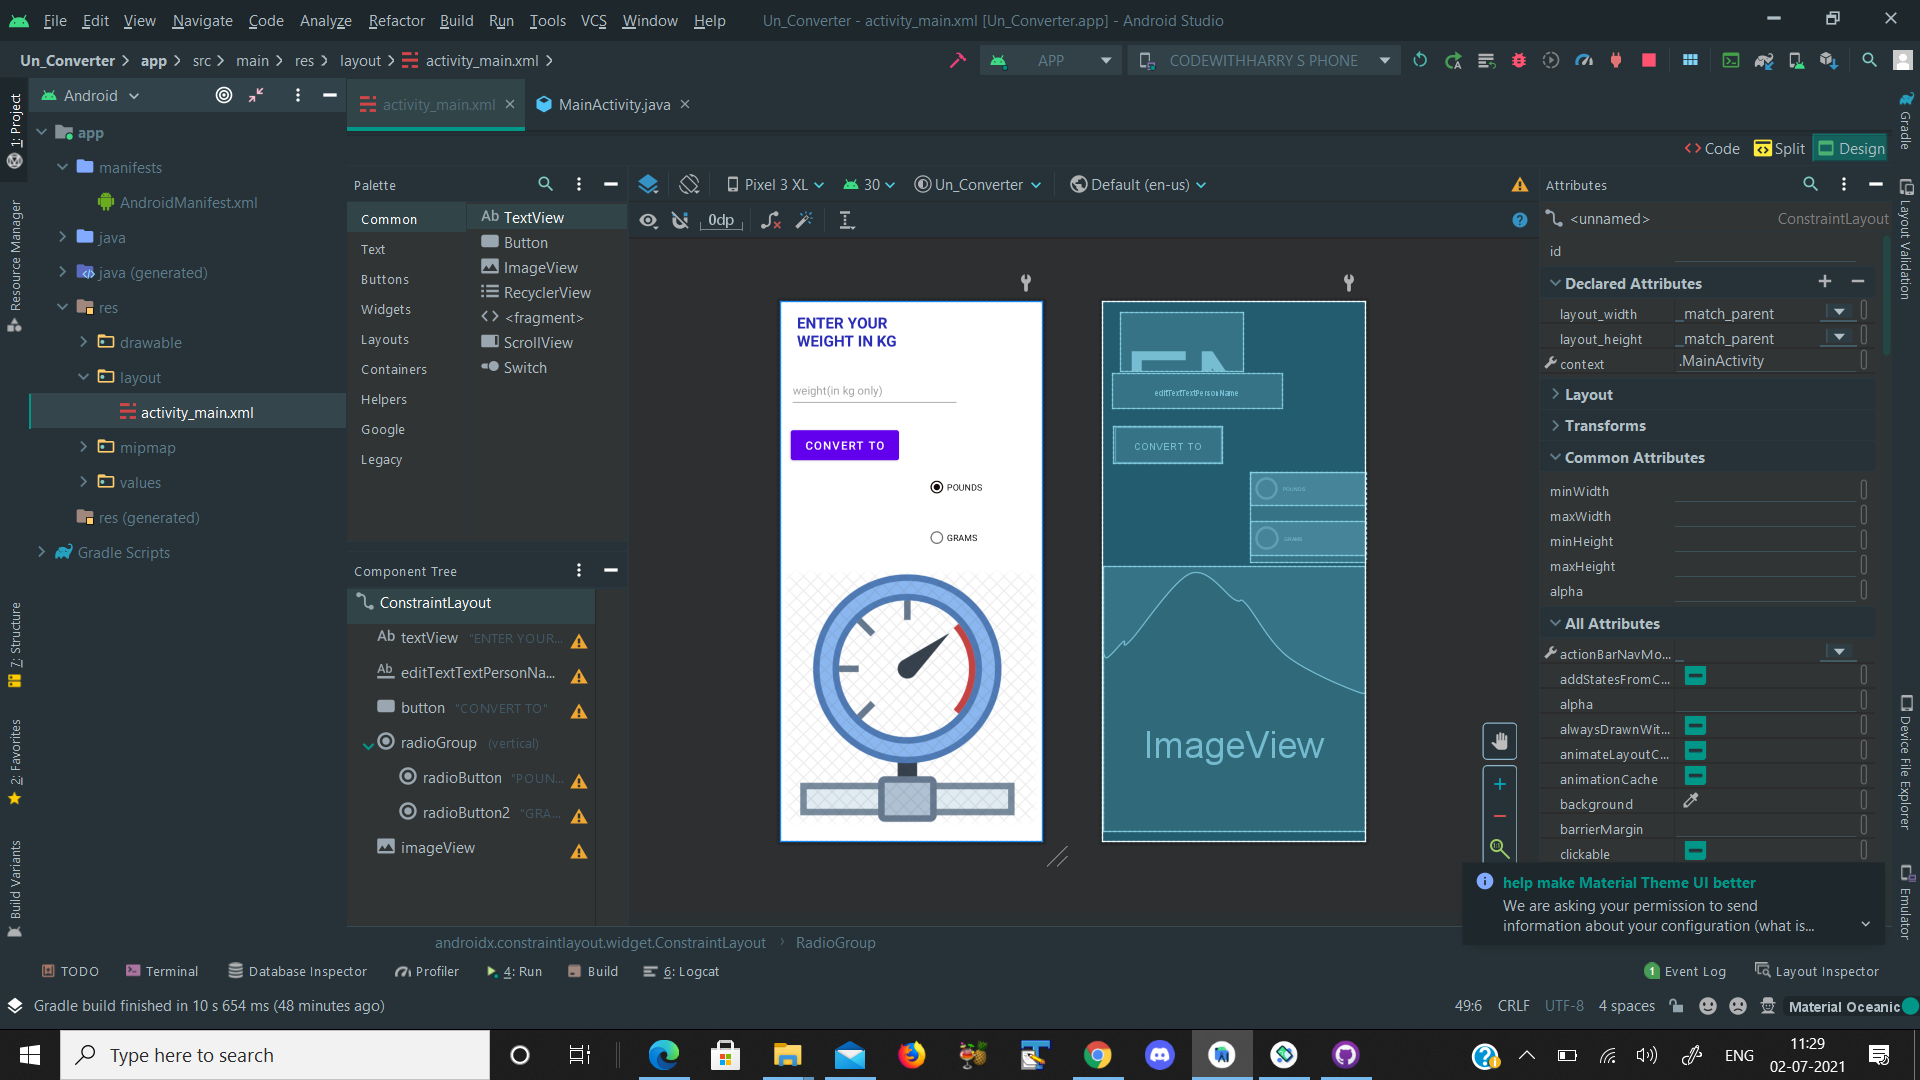 File Edit View Navigate Code Analyze Refactor Build Run Tools VCS Window Help Un_Converter - activity_main.xml [Un_Converter.app] - Android Studio
Un_Converter app src main res layout activity_main.xml APP CODEWITHHARRY S PHONE
Android
activity_main.xml MainActivity.java
Code Split Design
1: Project
Resource Manager
7: Structure
2: Favorites
Build Variants
app
manifests
AndroidManifest.xml
java
java (generated)
res
drawable
layout
activity_main.xml
mipmap
values
res (generated)
Gradle Scripts
Palette
Common
Text
Buttons
Widgets
Layouts
Containers
Helpers
Google
Legacy
Ab TextView
Button
ImageView
RecyclerView
<fragment>
ScrollView
Switch
Component Tree
ConstraintLayout
Ab textView "ENTER YOUR...
Ab editTextTextPersonNa...
button "CONVERT TO"
radioGroup (vertical)
radioButton "POUN...
radioButton2 "GRA...
imageView
Pixel 3 XL 30 Un_Converter Default (en-us)
0dp
ENTER YOUR
WEIGHT IN KG
weight(in kg only)
CONVERT TO
POUNDS
GRAMS
editTextTextPersonName
CONVERT TO
POUNDS
GRAMS
ImageView
Attributes
<unnamed> ConstraintLayout
id
Declared Attributes
layout_width _match_parent
layout_height _match_parent
context .MainActivity
Layout
Transforms
Common Attributes
minWidth
maxWidth
minHeight
maxHeight
alpha
All Attributes
actionBarNavMo...
addStatesFromC...
alpha
alwaysDrawnWit...
animateLayoutC...
animationCache
background
barrierMargin
clickable
Gradle
Layout Validation
Device File Explorer
Emulator
help make Material Theme UI better
We are asking your permission to send
information about your configuration (what is...
androidx.constraintlayout.widget.ConstraintLayout RadioGroup
TODO Terminal Database Inspector Profiler 4: Run Build 6: Logcat 1 Event Log Layout Inspector
Gradle build finished in 10 s 654 ms (48 minutes ago) 49:6 CRLF UTF-8 4 spaces Material Oceanic
Type here to search
ENG
11:29
02-07-2021